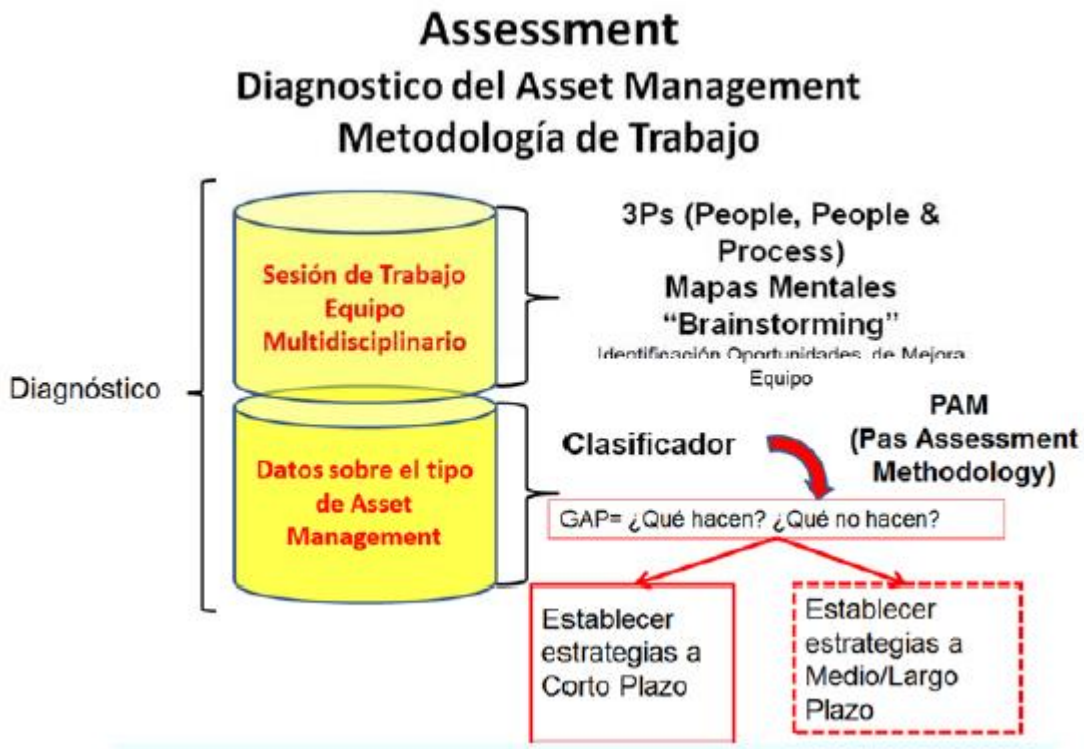 Assessment
Diagnostico del Asset Management
Metodología de Trabajo
Diagnóstico
Sesión de Trabajo
Equipo
Multidisciplinario
3Ps (People, People &
Process)
Mapas Mentales
“Brainstorming”
Identificación Oportunidades de Mejora
Equipo
Datos sobre el tipo
de Asset
Management
Clasificador
PAM
(Pas Assessment
Methodology)
GAP= ¿Qué hacen? ¿Qué no hacen?
Establecer
estrategias a
Corto Plazo
Establecer
estrategias a
Medio/Largo
Plazo